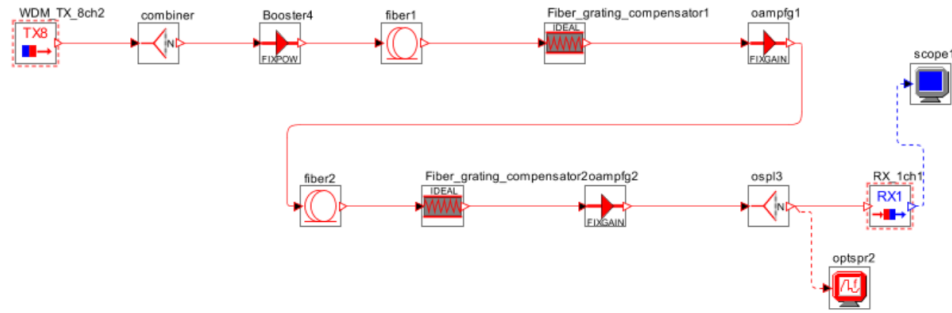 WDM_TX_8ch2
combiner
Booster4
fiber1
Fiber_grating_compensator1
oampfg1
scope1
TX8
N
FIXPOW
IDEAL
FIXGAIN
fiber2
Fiber_grating_compensator2oampfg2
ospl3
RX_1ch1
IDEAL
FIXGAIN
N
RX1
optspr2